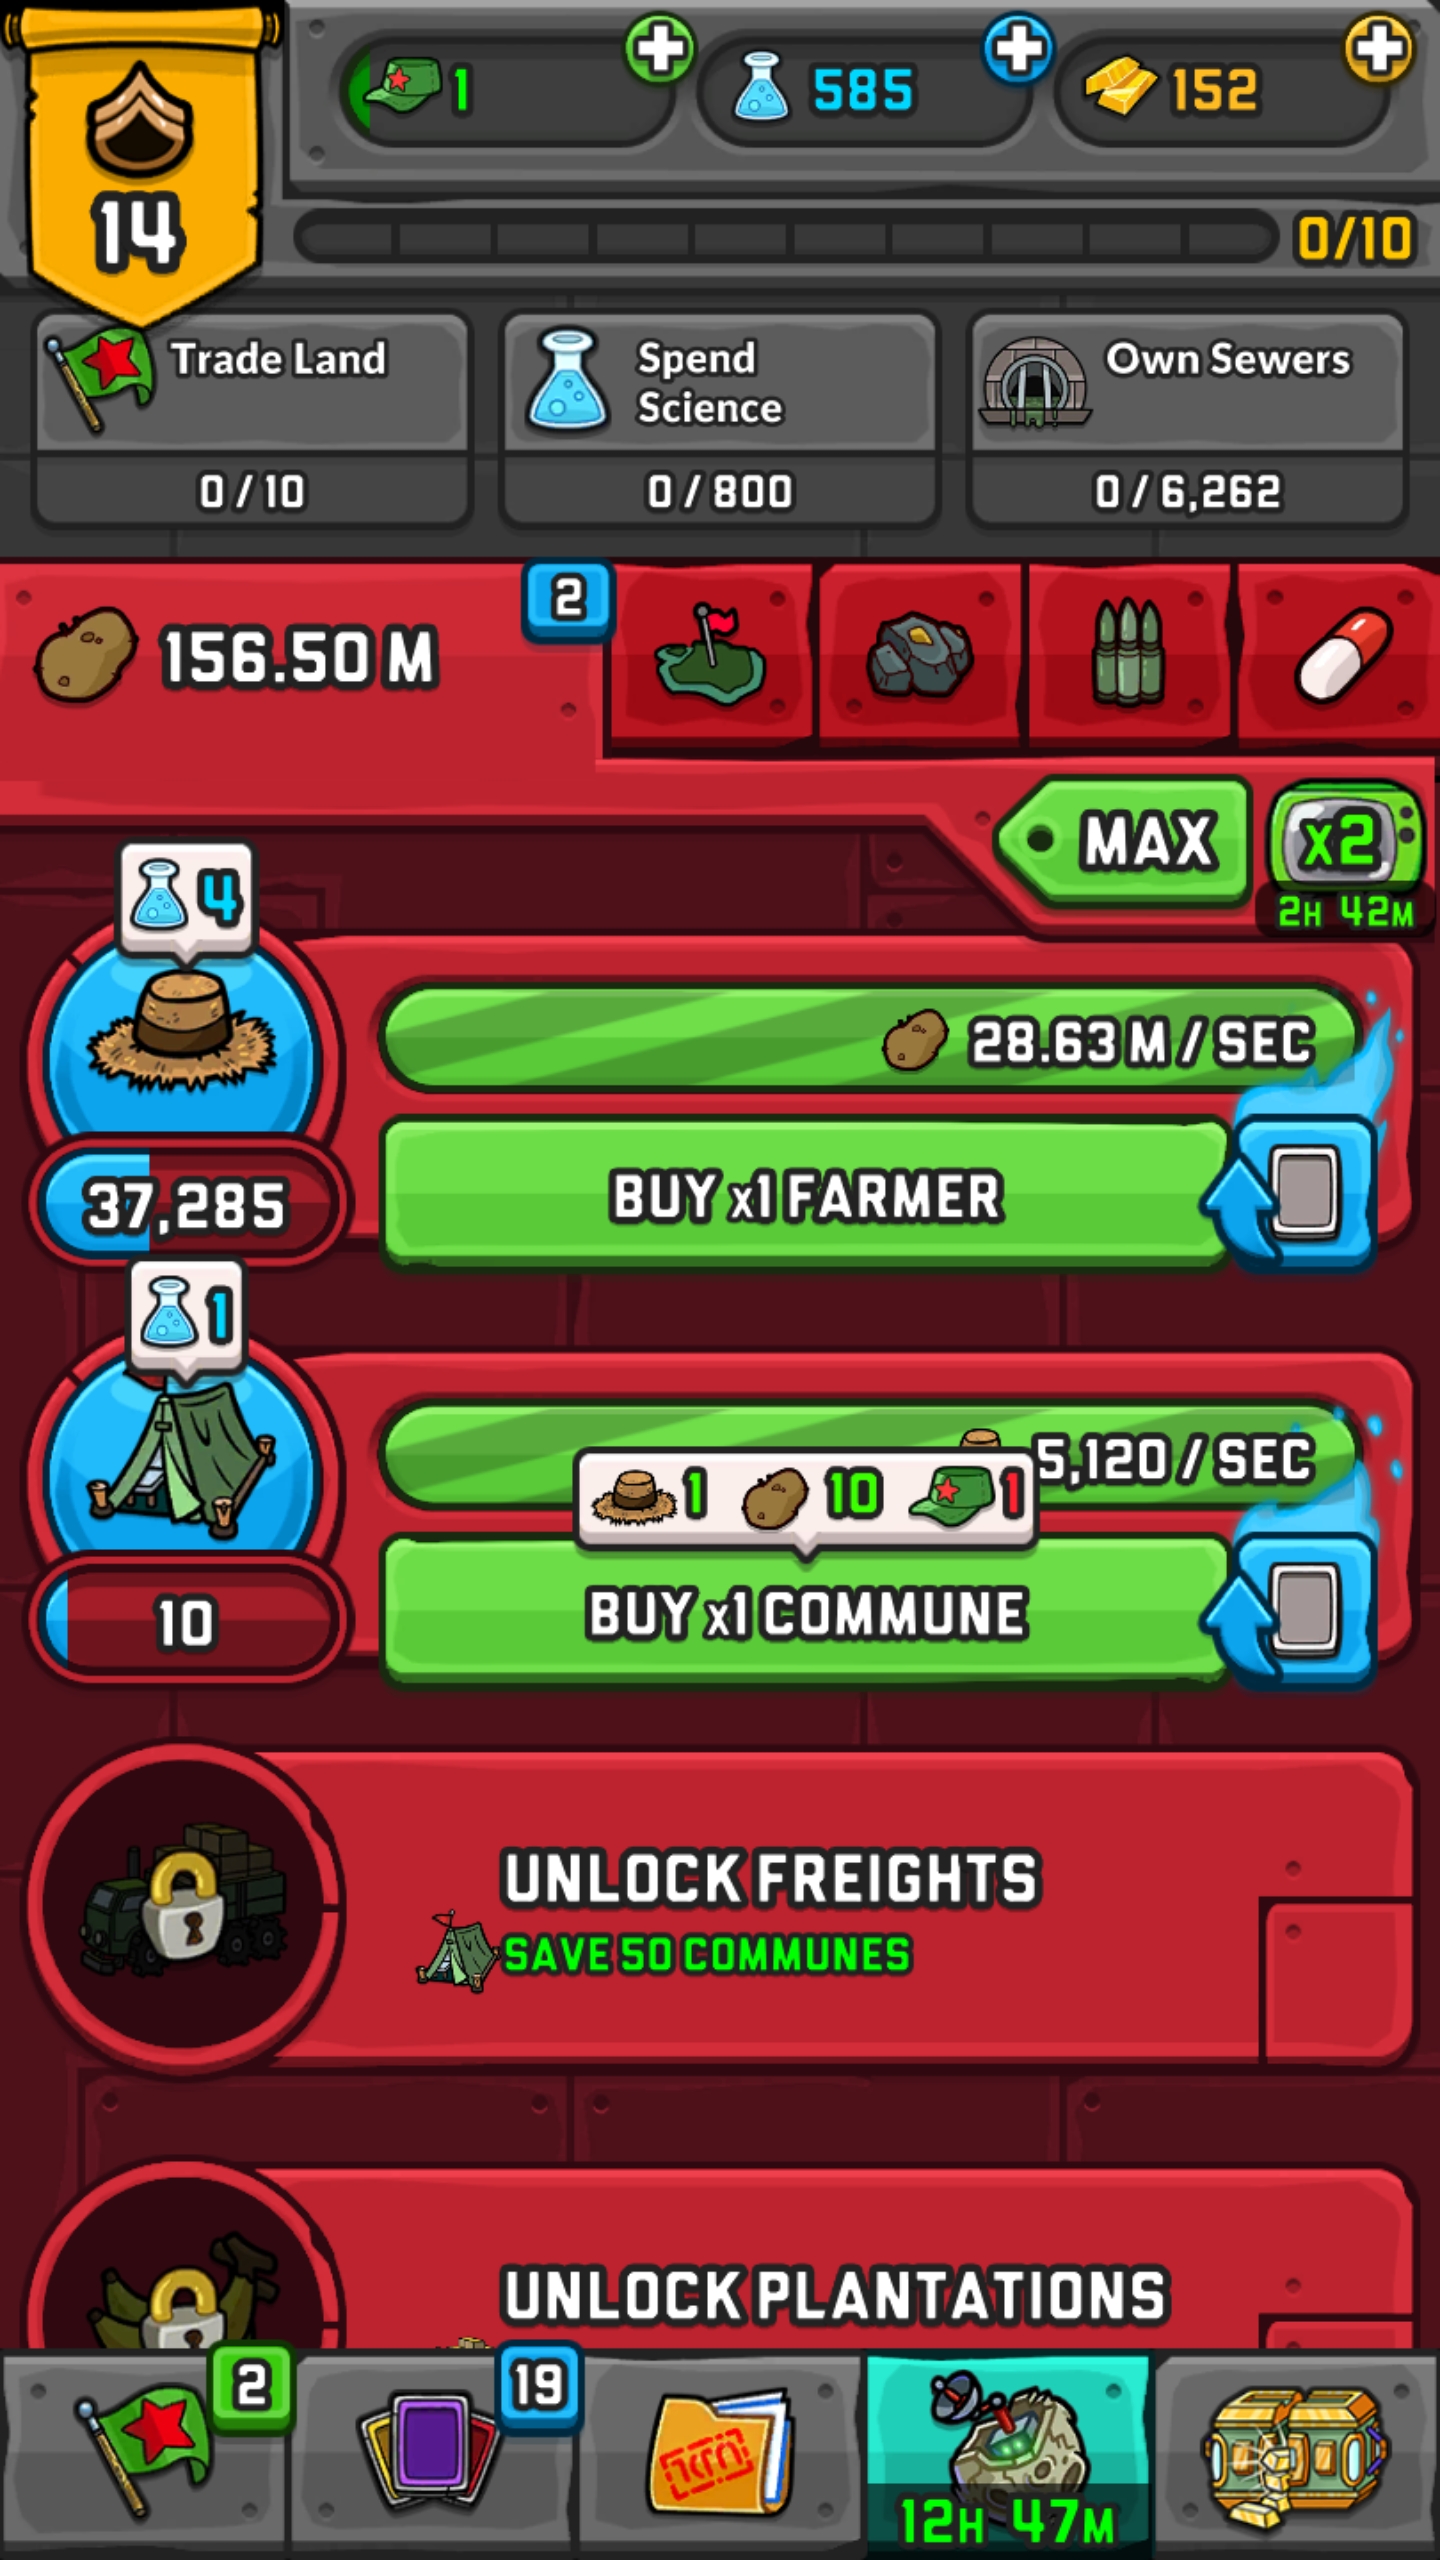 1
585
152
14
0/10
Trade Land
Spend
Science
Own Sewers
0 / 10
0 / 800
0 / 6,262
156.50 M
2
MAX
x2
2H 42M
4
28.63 M / SEC
BUY x1 FARMER
37,285
1
5,120 / SEC
1 10 1
BUY x1 COMMUNE
10
UNLOCK FREIGHTS
SAVE 50 COMMUNES
UNLOCK PLANTATIONS
2
19
12H 47M